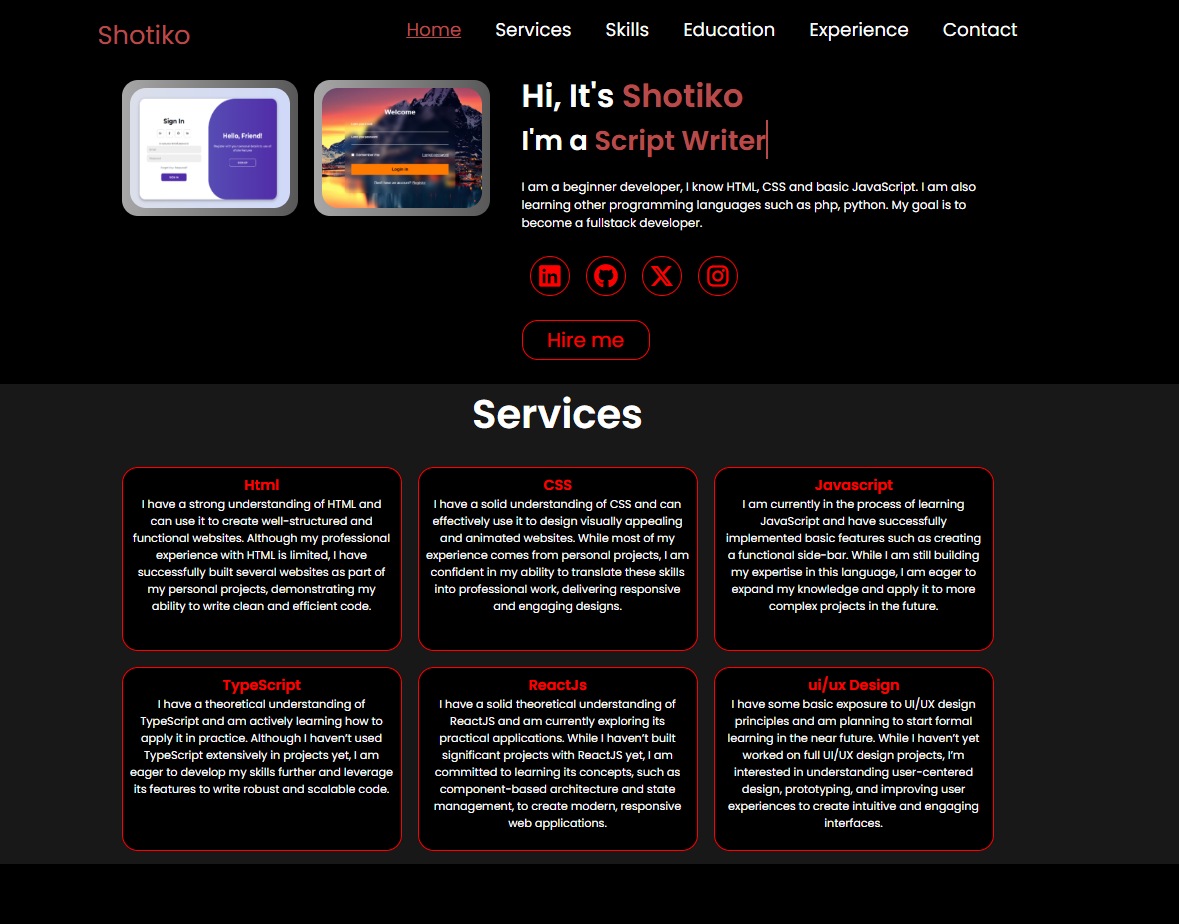 Shotiko
Home Services Skills Education Experience Contact
Sign In
Hello, Friend!
Welcome
Login in
Hi, It's Shotiko
I'm a Script Writer
I am a beginner developer, I know HTML, CSS and basic JavaScript. I am also
learning other programming languages such as php, python. My goal is to
become a fullstack developer.
Hire me
Services
Html
I have a strong understanding of HTML and
can use it to create well-structured and
functional websites. Although my professional
experience with HTML is limited, I have
successfully built several websites as part of
my personal projects, demonstrating my
ability to write clean and efficient code.
CSS
I have a solid understanding of CSS and can
effectively use it to design visually appealing
and animated websites. While most of my
experience comes from personal projects, I am
confident in my ability to translate these skills
into professional work, delivering responsive
and engaging designs.
Javascript
I am currently in the process of learning
JavaScript and have successfully
implemented basic features such as creating
a functional side-bar. While I am still building
my expertise in this language, I am eager to
expand my knowledge and apply it to more
complex projects in the future.
TypeScript
I have a theoretical understanding of
TypeScript and am actively learning how to
apply it in practice. Although I haven’t used
TypeScript extensively in projects yet, I am
eager to develop my skills further and leverage
its features to write robust and scalable code.
ReactJs
I have a solid theoretical understanding of
ReactJS and am currently exploring its
practical applications. While I haven’t built
significant projects with ReactJS yet, I am
committed to learning its concepts, such as
component-based architecture and state
management, to create modern, responsive
web applications.
ui/ux Design
I have some basic exposure to UI/UX design
principles and am planning to start formal
learning in the near future. While I haven’t yet
worked on full UI/UX design projects, I’m
interested in understanding user-centered
design, prototyping, and improving user
experiences to create intuitive and engaging
interfaces.